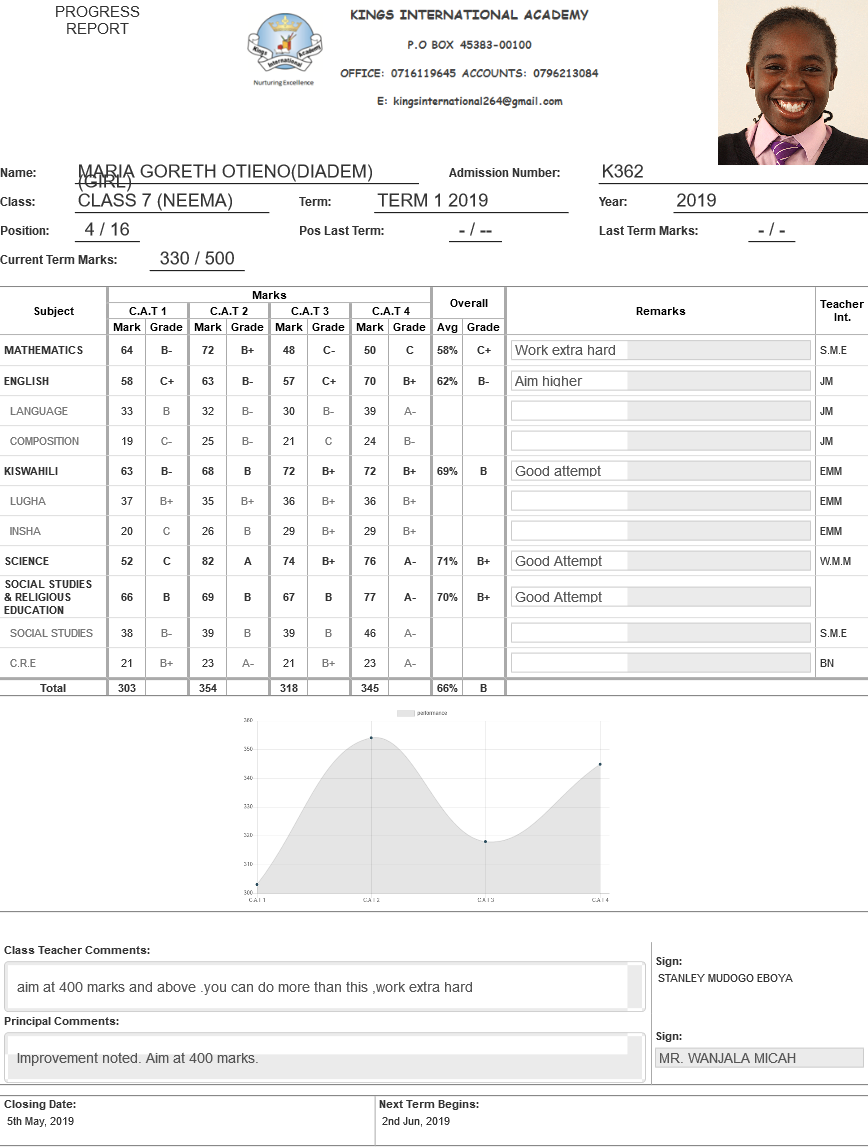 PROGRESS
REPORT
KINGS INTERNATIONAL ACADEMY
P.O BOX 45383-00100
OFFICE: 0716119645 ACCOUNTS: 0796213084
E: kingsinternational264@gmail.com
Kings International Academy
Nurturing Excellence
Name: MARIA GORETH OTIENO(DIADEM) (GIRL) Admission Number: K362
Class: CLASS 7 (NEEMA) Term: TERM 1 2019 Year: 2019
Position: 4 / 16 Pos Last Term: - / -- Last Term Marks: - / -
Current Term Marks: 330 / 500
Subject Marks Overall Remarks Teacher Int.
C.A.T 1 C.A.T 2 C.A.T 3 C.A.T 4
Mark Grade Mark Grade Mark Grade Mark Grade Avg Grade
MATHEMATICS 64 B- 72 B+ 48 C- 50 C 58% C+ Work extra hard S.M.E
ENGLISH 58 C+ 63 B- 57 C+ 70 B+ 62% B- Aim higher JM
LANGUAGE 33 B 32 B- 30 B- 39 A- JM
COMPOSITION 19 C- 25 B- 21 C 24 B- JM
KISWAHILI 63 B- 68 B 72 B+ 72 B+ 69% B Good attempt EMM
LUGHA 37 B+ 35 B+ 36 B+ 36 B+ EMM
INSHA 20 C 26 B 29 B+ 29 B+ EMM
SCIENCE 52 C 82 A 74 B+ 76 A- 71% B+ Good Attempt W.M.M
SOCIAL STUDIES
& RELIGIOUS
EDUCATION 66 B 69 B 67 B 77 A- 70% B+ Good Attempt
SOCIAL STUDIES 38 B- 39 B 39 B 46 A- S.M.E
C.R.E 21 B+ 23 A- 21 B+ 23 A- BN
Total 303 354 318 345 66% B
performance
360
350
340
330
320
310
300
C.A.T 1 C.A.T 2 C.A.T 3 C.A.T 4
Class Teacher Comments:
aim at 400 marks and above .you can do more than this ,work extra hard
Sign:
STANLEY MUDOGO EBOYA
Principal Comments:
Improvement noted. Aim at 400 marks.
Sign:
MR. WANJALA MICAH
Closing Date: Next Term Begins:
5th May, 2019 2nd Jun, 2019